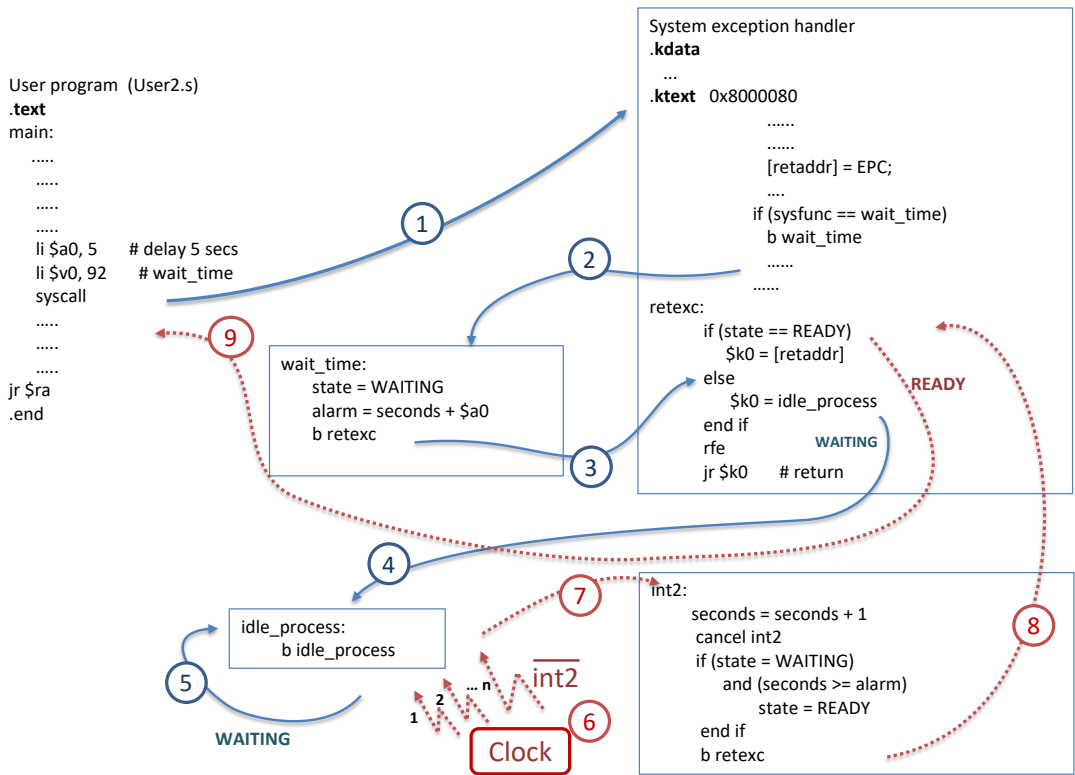 User program  (User2.s)
.text
main:
.....
.....
.....
.....
li $a0, 5      # delay 5 secs
li $v0, 92      # wait_time
syscall
.....
.....
.....
jr $ra
.end
System exception handler
.kdata
...
.ktext   0x8000080
......
......
[retaddr] = EPC;
....
if (sysfunc == wait_time)
b wait_time
......
......
retexc:
if (state == READY)
$k0 = [retaddr]
else
$k0 = idle_process
end if
rfe
jr $k0      # return
READY
WAITING
1
2
9
wait_time:
state = WAITING
alarm = seconds + $a0
b retexc
3
4
idle_process:
b idle_process
5
WAITING
1
2
... n
int2
6
Clock
7
int2:
seconds = seconds + 1
cancel int2
if (state = WAITING)
and (seconds >= alarm)
state = READY
end if
b retexc
8